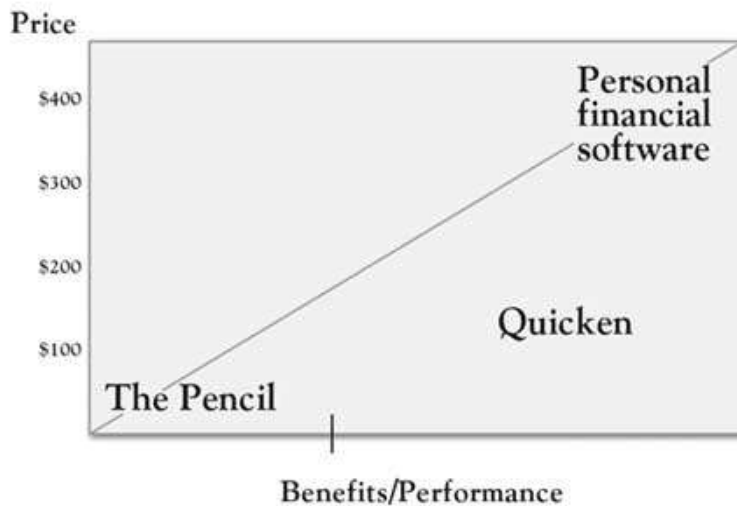 Price
$400
$300
$200
$100
Personal
financial
software
Quicken
The Pencil
Benefits/Performance